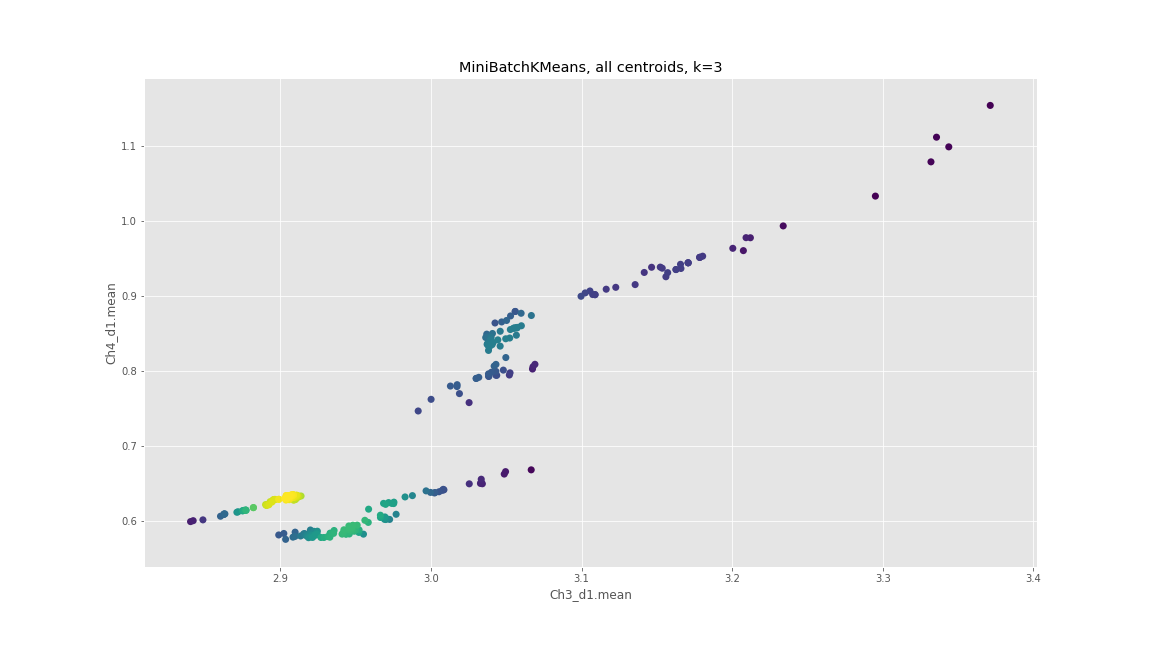 MiniBatchKMeans, all centroids, k=3
1.1
1.0
0.9
0.8
0.7
0.6
Ch4_d1.mean
2.9 3.0 3.1 3.2 3.3 3.4
Ch3_d1.mean